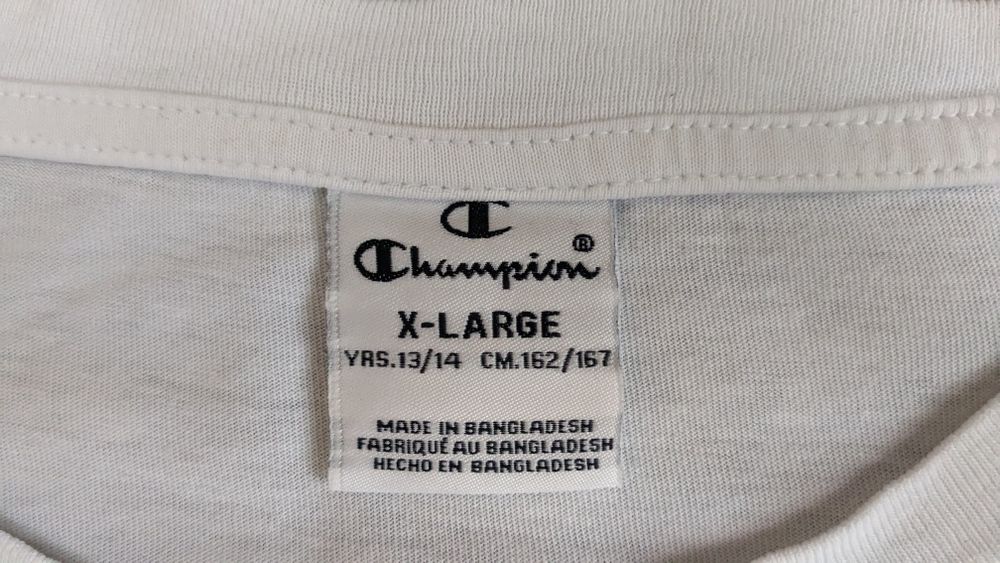 Champion®
X-LARGE
YRS.13/14 CM.162/167
MADE IN BANGLADESH
FABRIQUÉ AU BANGLADESH
HECHO EN BANGLADESH